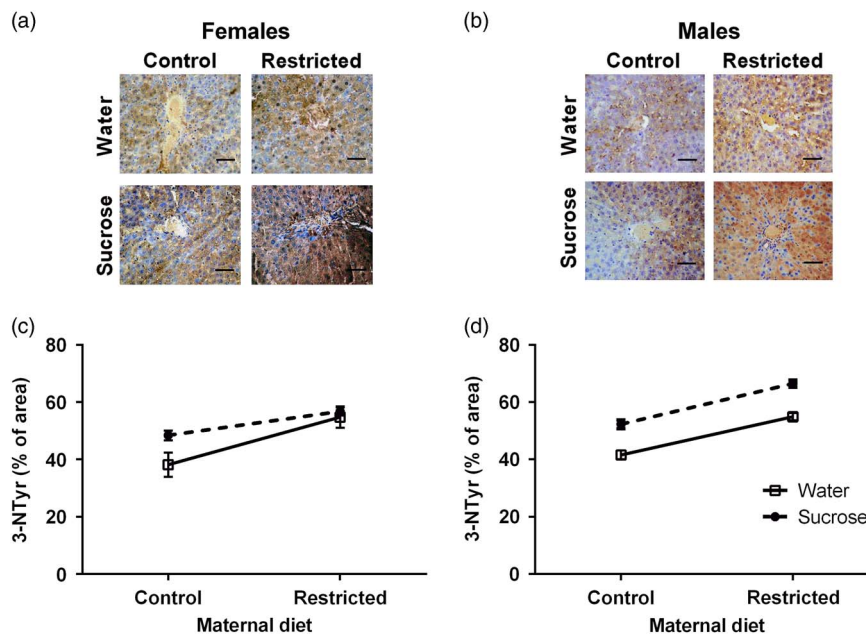 (a)
Females
Control Restricted
Water
Sucrose
(b)
Males
Control Restricted
Water
Sucrose
(c)
80
60
40
20
0
3-NTyr (% of area)
Control Restricted
Maternal diet
(d)
80
60
40
20
0
3-NTyr (% of area)
Water
Sucrose
Control Restricted
Maternal diet